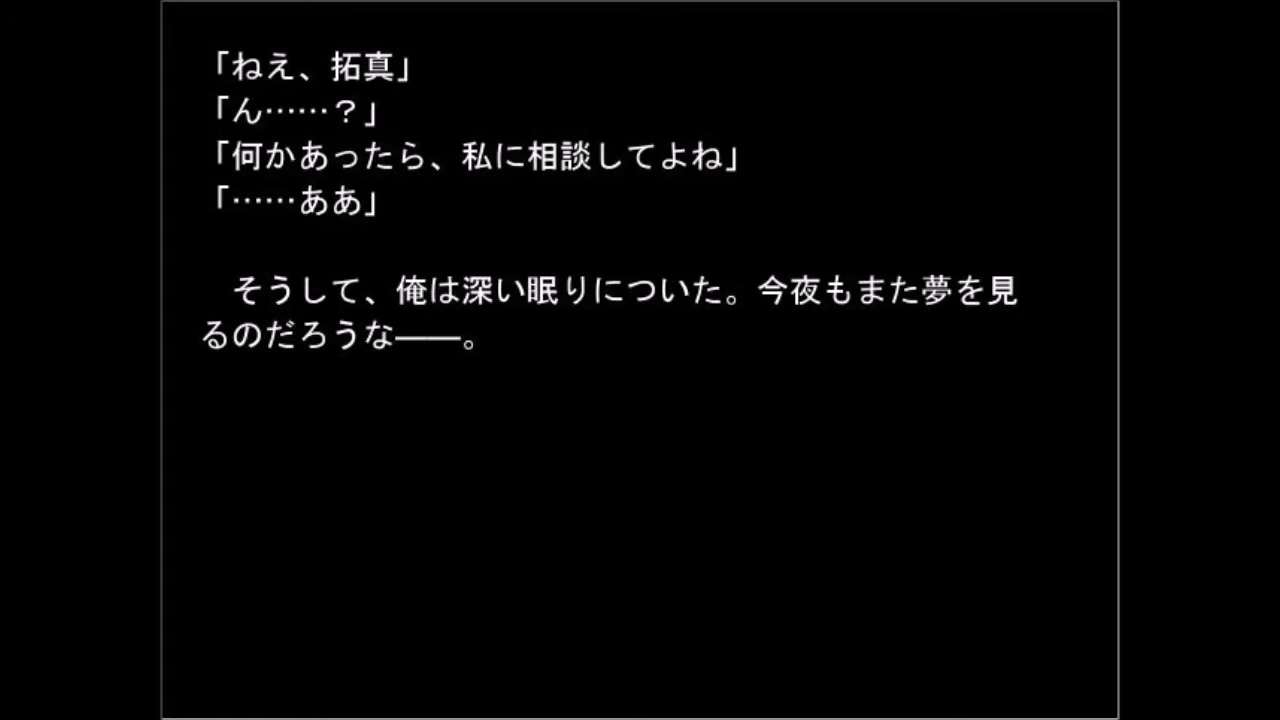 「ねえ、拓真」
「ん……？」
「何かあったら、私に相談してよね」
「……ああ」
　そうして、俺は深い眠りについた。今夜もまた夢を見
るのだろうな――。